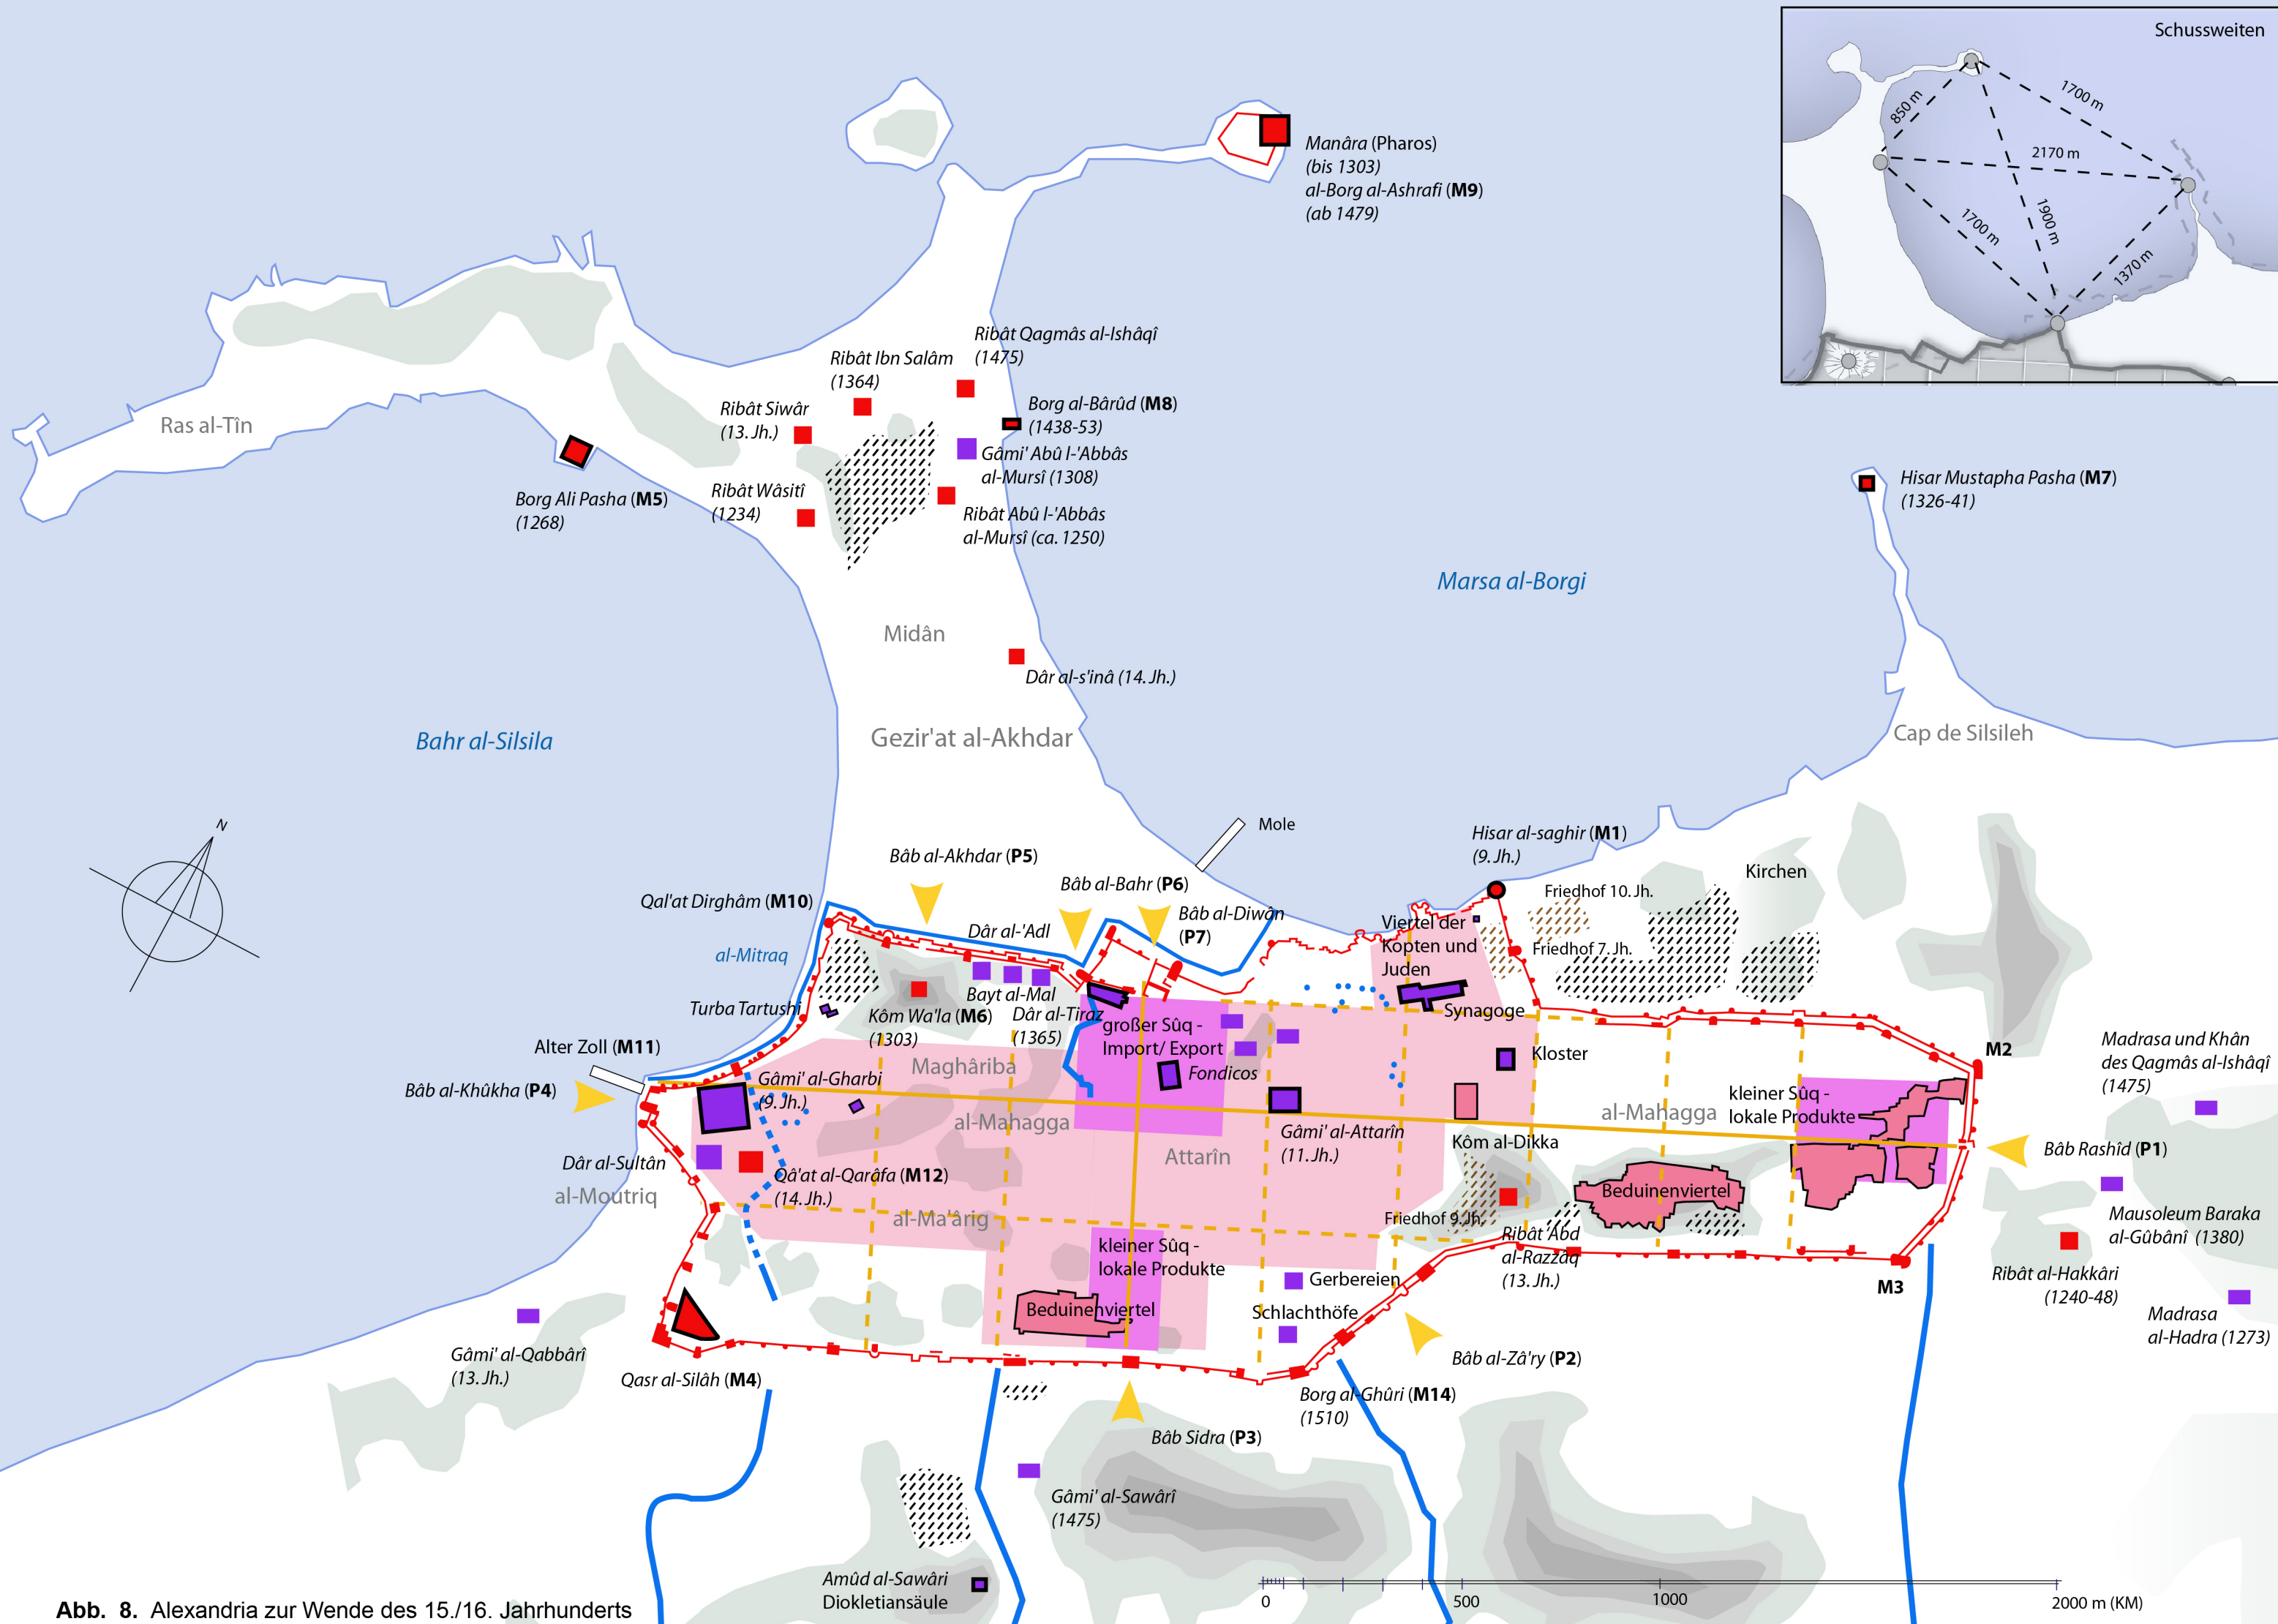 Schussweiten
850 m
1700 m
2170 m
1700 m
1900 m
1370 m
Manâra (Pharos)
(bis 1303)
al-Borg al-Ashrafi (M9)
(ab 1479)
Ribât Qagmâs al-Ishâqî
(1475)
Ribât Ibn Salâm
(1364)
Ribât Siwâr
(13. Jh.)
Borg al-Bârûd (M8)
(1438-53)
Ras al-Tîn
Gâmi' Abû l-'Abbâs
al-Mursî (1308)
Borg Ali Pasha (M5)
(1268)
Ribât Wâsitî
(1234)
Ribât Abû l-'Abbâs
al-Mursî (ca. 1250)
Hisar Mustapha Pasha (M7)
(1326-41)
Marsa al-Borgi
Midân
Dâr al-s'inâ (14. Jh.)
Bahr al-Silsila
Gezir'at al-Akhdar
Cap de Silsileh
N
Mole
Hisar al-saghir (M1)
(9. Jh.)
Bâb al-Akhdar (P5)
Bâb al-Bahr (P6)
Kirchen
Qal'at Dirghâm (M10)
Bâb al-Diwân
(P7)
Friedhof 10. Jh.
Dâr al-'Adl
Viertel der
Kopten und
Juden
Friedhof 7. Jh.
al-Mitraq
Bayt al-Mal
Turba Tartushi
Kôm Wa'la (M6)
(1303)
Dâr al-Tiraz
(1365)
großer Sûq -
Import/ Export
Synagoge
Alter Zoll (M11)
Maghâriba
Fondicos
Kloster
M2
Madrasa und Khân
des Qagmâs al-Ishâqî
(1475)
Bâb al-Khûkha (P4)
Gâmi' al-Gharbi
(9. Jh.)
al-Mahagga
kleiner Sûq -
lokale Produkte
al-Mahagga
Gâmi' al-Attarîn
(11. Jh.)
Kôm al-Dikka
Attarîn
Bâb Rashîd (P1)
Dâr al-Sultân
Qâ'at al-Qarâfa (M12)
(14. Jh.)
al-Moutriq
Beduinenviertel
al-Ma'ârig
Friedhof 9. Jh.
Ribât 'Abd
al-Razzâq
(13. Jh.)
Mausoleum Baraka
al-Gûbânî (1380)
kleiner Sûq -
lokale Produkte
Gerbereien
Ribât al-Hakkâri
(1240-48)
M3
Beduinenviertel
Schlachthöfe
Madrasa
al-Hadra (1273)
Gâmi' al-Qabbârî
(13. Jh.)
Qasr al-Silâh (M4)
Bâb al-Zâ'ry (P2)
Borg al-Ghûri (M14)
(1510)
Bâb Sidra (P3)
Gâmi' al-Sawârî
(1475)
Amûd al-Sawâri
Diokletiansäule
0 500 1000 2000 m (KM)
Abb. 8. Alexandria zur Wende des 15./16. Jahrhunderts